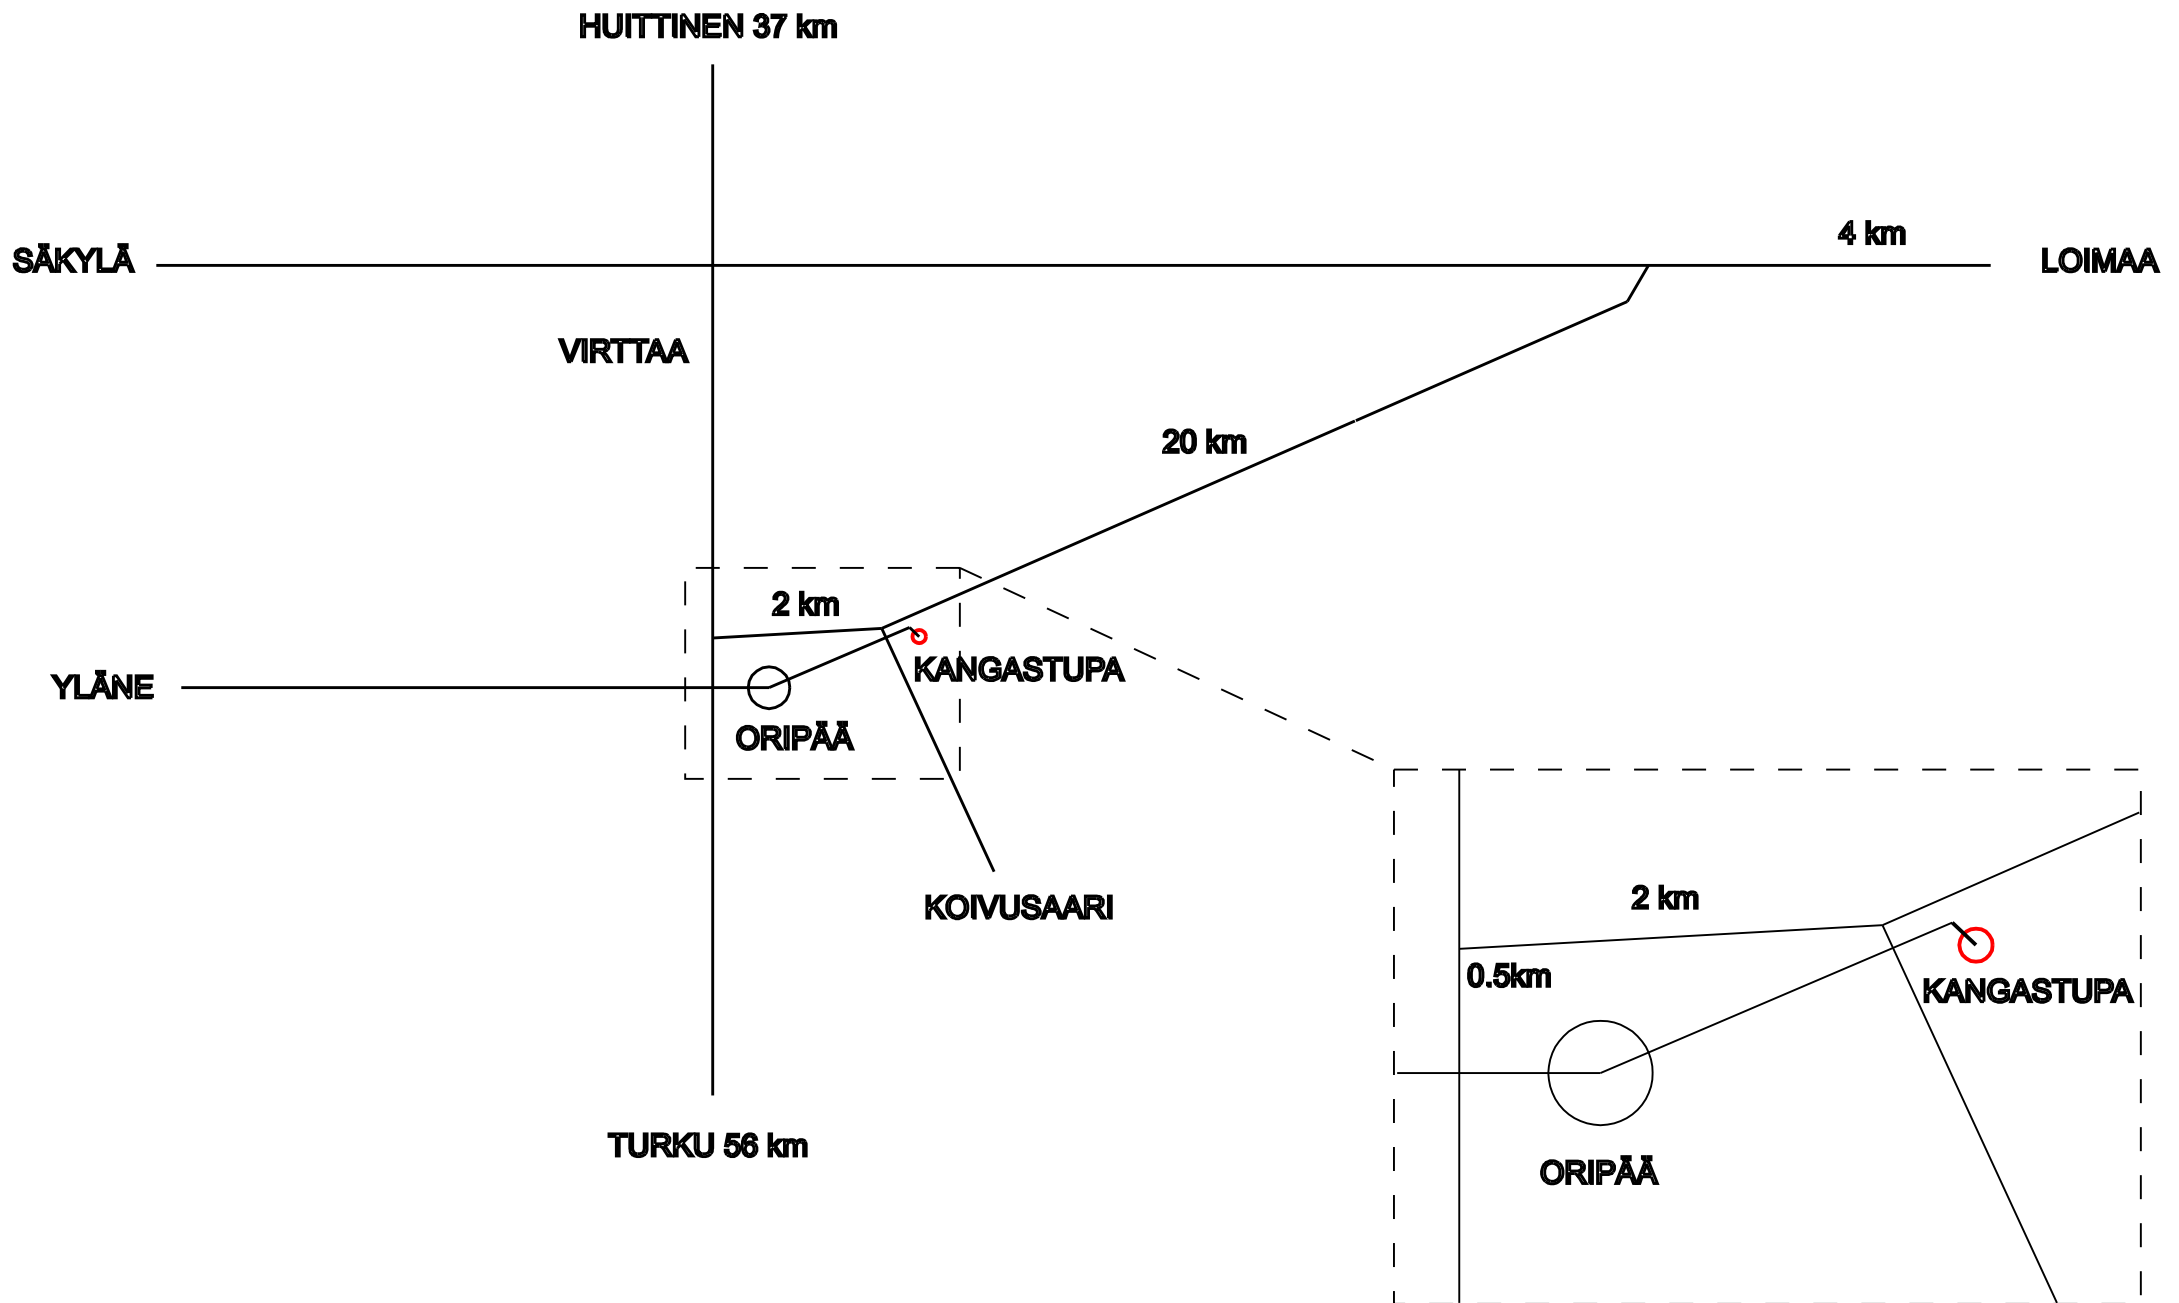 HUITTINEN 37 km
4 km
SÄKYLÄ
LOIMAA
VIRTTAA
20 km
2 km
KANGASTUPA
YLÄNE
ORIPÄÄ
KOIVUSAARI
2 km
0.5km
KANGASTUPA
TURKU 56 km
ORIPÄÄ